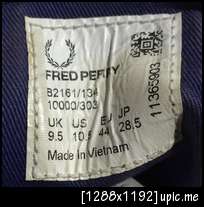 FRED PERRY
B2161/134
10000/303
UK US EU JP
9.5 10.5 44 28.5
Made in Vietnam
11365903
[1288x1192]uplc.me